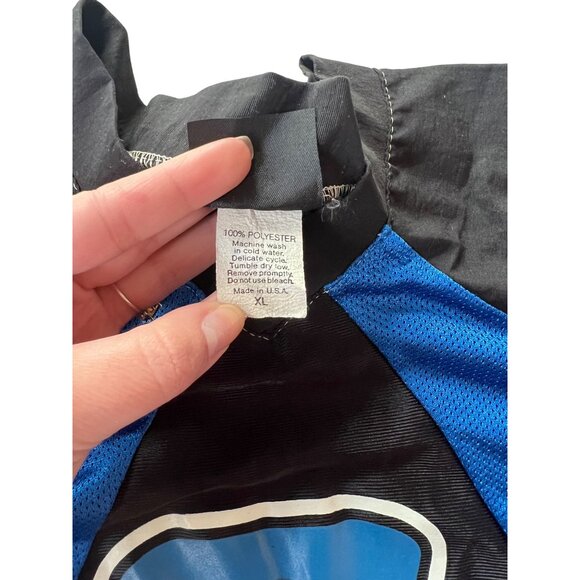 100% POLYESTER
Machine wash
in cold water.
Delicate cycle.
Tumble dry low.
Remove promptly.
Do not use bleach.
Made in U.S.A.
XL